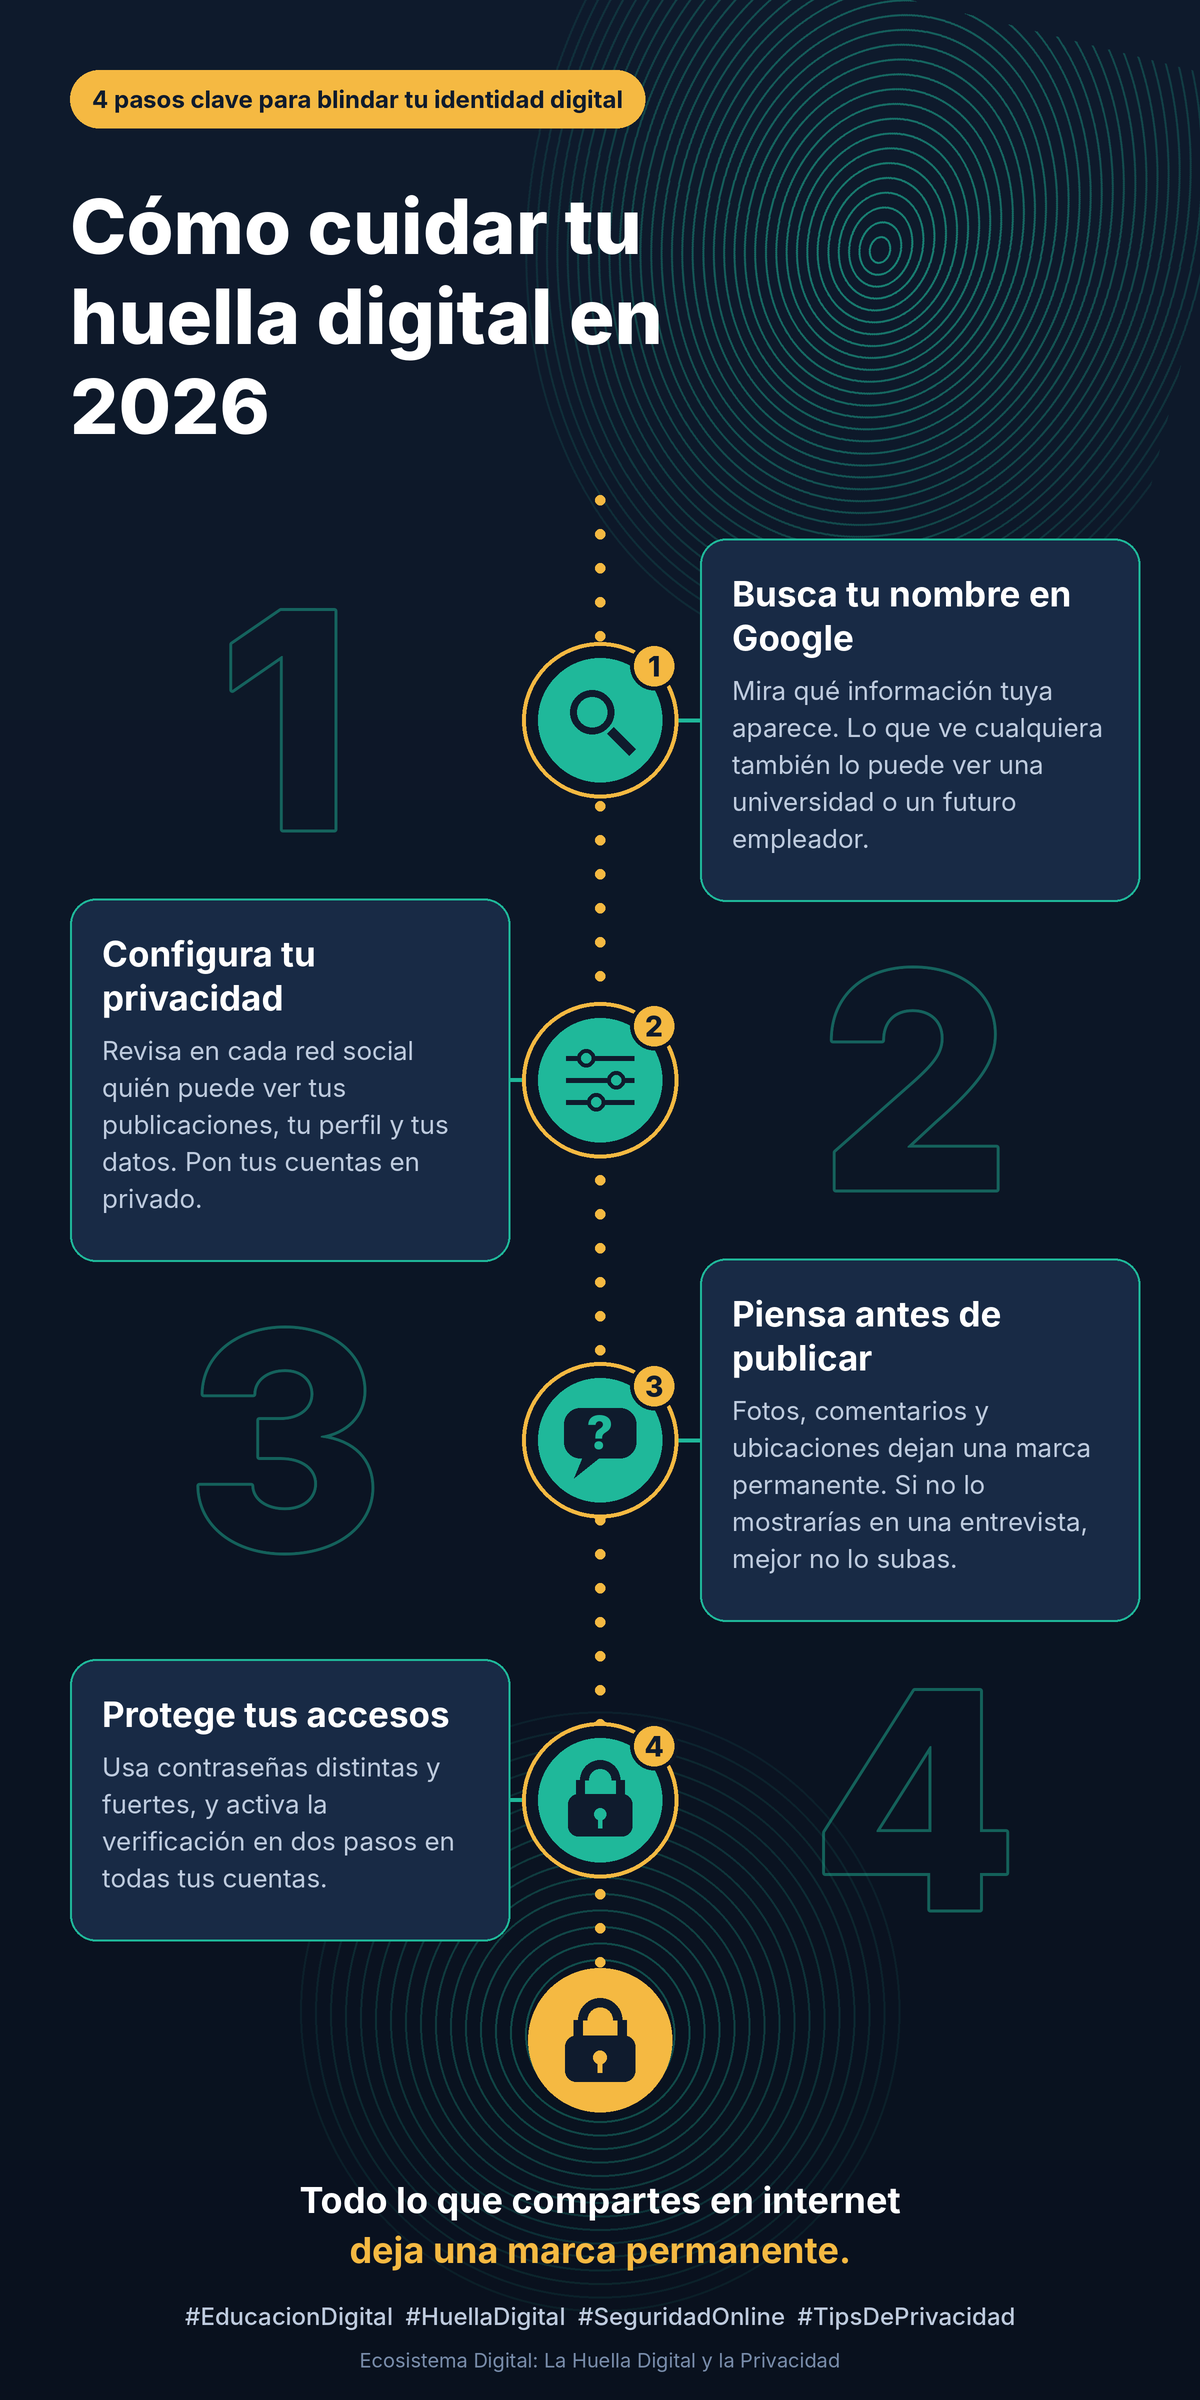 4 pasos clave para blindar tu identidad digital
Cómo cuidar tu
huella digital en
2026
1
1
Busca tu nombre en
Google
Mira qué información tuya
aparece. Lo que ve cualquiera
también lo puede ver una
universidad o un futuro
empleador.
Configura tu
privacidad
Revisa en cada red social
quién puede ver tus
publicaciones, tu perfil y tus
datos. Pon tus cuentas en
privado.
2
2
3
?
3
Piensa antes de
publicar
Fotos, comentarios y
ubicaciones dejan una marca
permanente. Si no lo
mostrarías en una entrevista,
mejor no lo subas.
Protege tus accesos
Usa contraseñas distintas y
fuertes, y activa la
verificación en dos pasos en
todas tus cuentas.
4
4
Todo lo que compartes en internet
deja una marca permanente.
#EducacionDigital #HuellaDigital #SeguridadOnline #TipsDePrivacidad
Ecosistema Digital: La Huella Digital y la Privacidad